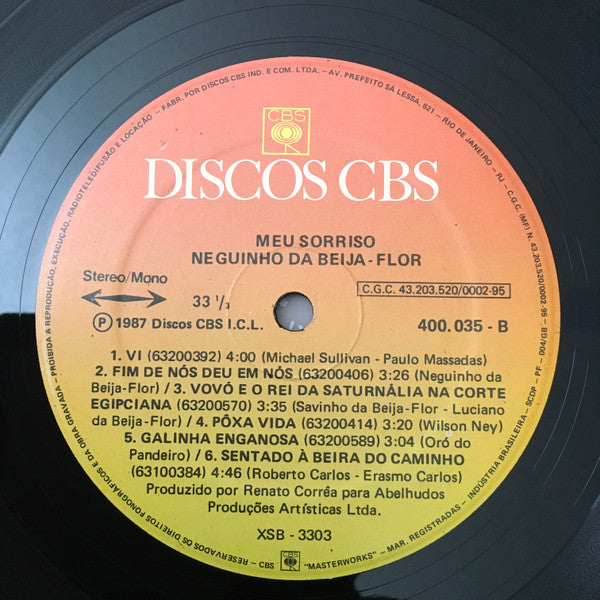 PROIBIDA A REPRODUÇÃO, EXECUÇÃO, RADIOTELEDIFUSÃO E LOCAÇÃO - FABR. POR DISCOS CBS IND. E COM. LTDA. - AV. PREFEITO SÁ LESSA, 621 - RIO DE JANEIRO - RJ - C.G.C. (MF) N. 43.203.520/0002-95 - SCDP - PF - 004/GB
CBS
DISCOS CBS
MEU SORRISO
NEGUINHO DA BEIJA-FLOR
Stereo/Mono
33 1/3
C.G.C. 43.203.520/0002-95
Ⓟ 1987 Discos CBS I.C.L.
400.035 - B
1. VI (63200392) 4:00 (Michael Sullivan - Paulo Massadas)
2. FIM DE NÓS DEU EM NÓS (63200406) 3:26 (Neguinho da
Beija-Flor) / 3. VOVÓ E O REI DA SATURNÂLIA NA CORTE
EGIPCIANA (63200570) 3:35 (Savinho da Beija-Flor - Luciano
da Beija-Flor) / 4. PÔXA VIDA (63200414) 3:20 (Wilson Ney)
5. GALINHA ENGANOSA (63200589) 3:04 (Oró do
Pandeiro) / 6. SENTADO À BEIRA DO CAMINHO
(63100384) 4:46 (Roberto Carlos - Erasmo Carlos)
Produzido por Renato Corrêa para Abelhudos
Produções Artísticas Ltda.
XSB - 3303
RESERVADOS OS DIREITOS FONOGRÁFICOS E DA OBRA GRAVADA - CBS
CBS
"MASTERWORKS" - MAR. REGISTRADAS - INDÚSTRIA BRASILEIRA -